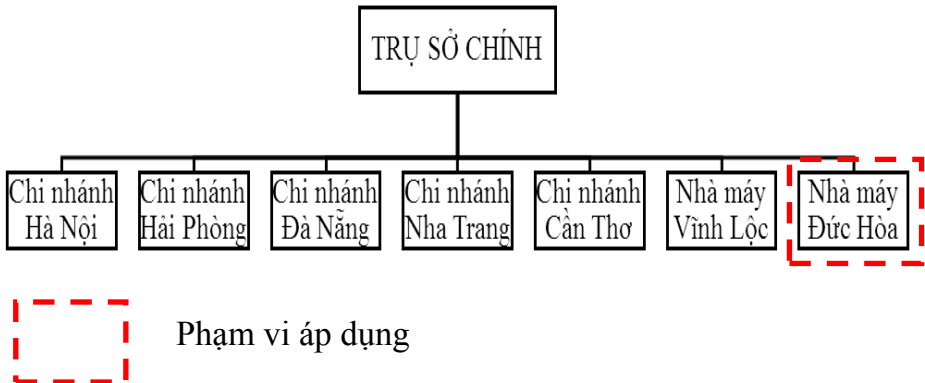 TRỤ SỞ CHÍNH
Chi nhánh
Hà Nội
Chi nhánh
Hải Phòng
Chi nhánh
Đà Nẵng
Chi nhánh
Nha Trang
Chi nhánh
Cần Thơ
Nhà máy
Vĩnh Lộc
Nhà máy
Đức Hòa
Phạm vi áp dụng